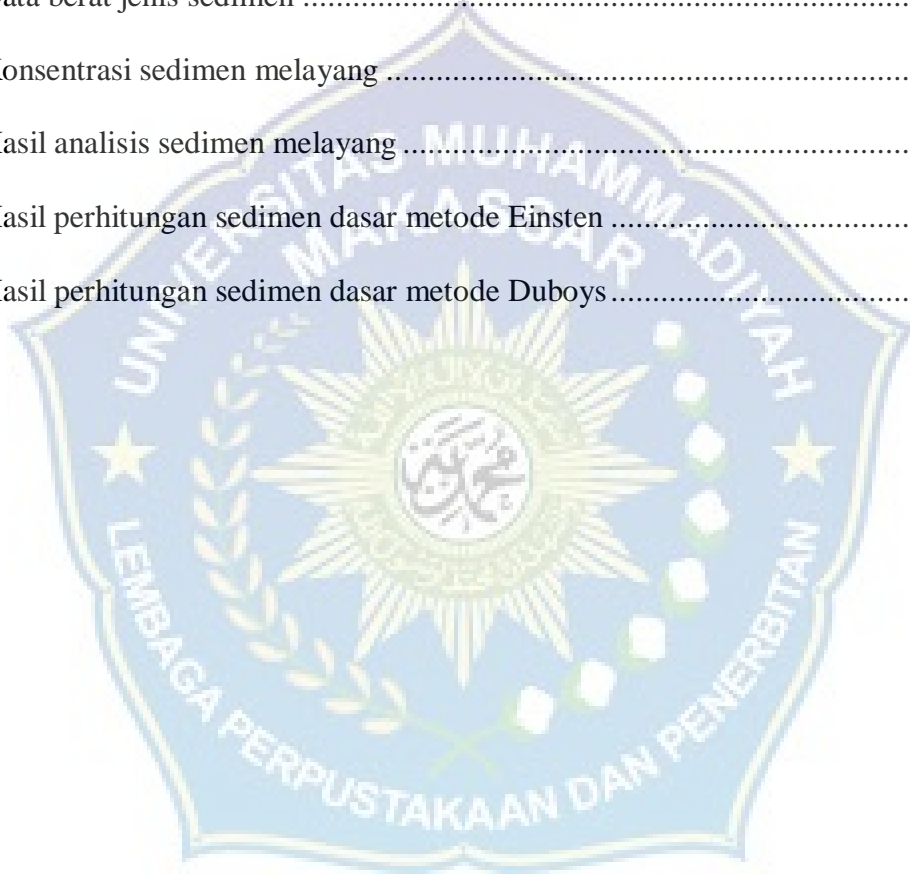 ata berat jenis sedimen ........................................................................
onsentrasi sedimen melayang ............................................................
asil analisis sedimen melayang ..........................................................
asil perhitungan sedimen dasar metode Einsten ................................
asil perhitungan sedimen dasar metode Duboys ................................
UNIVERSITAS MUHAMMADIYAH
MAKASSAR
LEMBAGA PERPUSTAKAAN DAN PENERBITAN